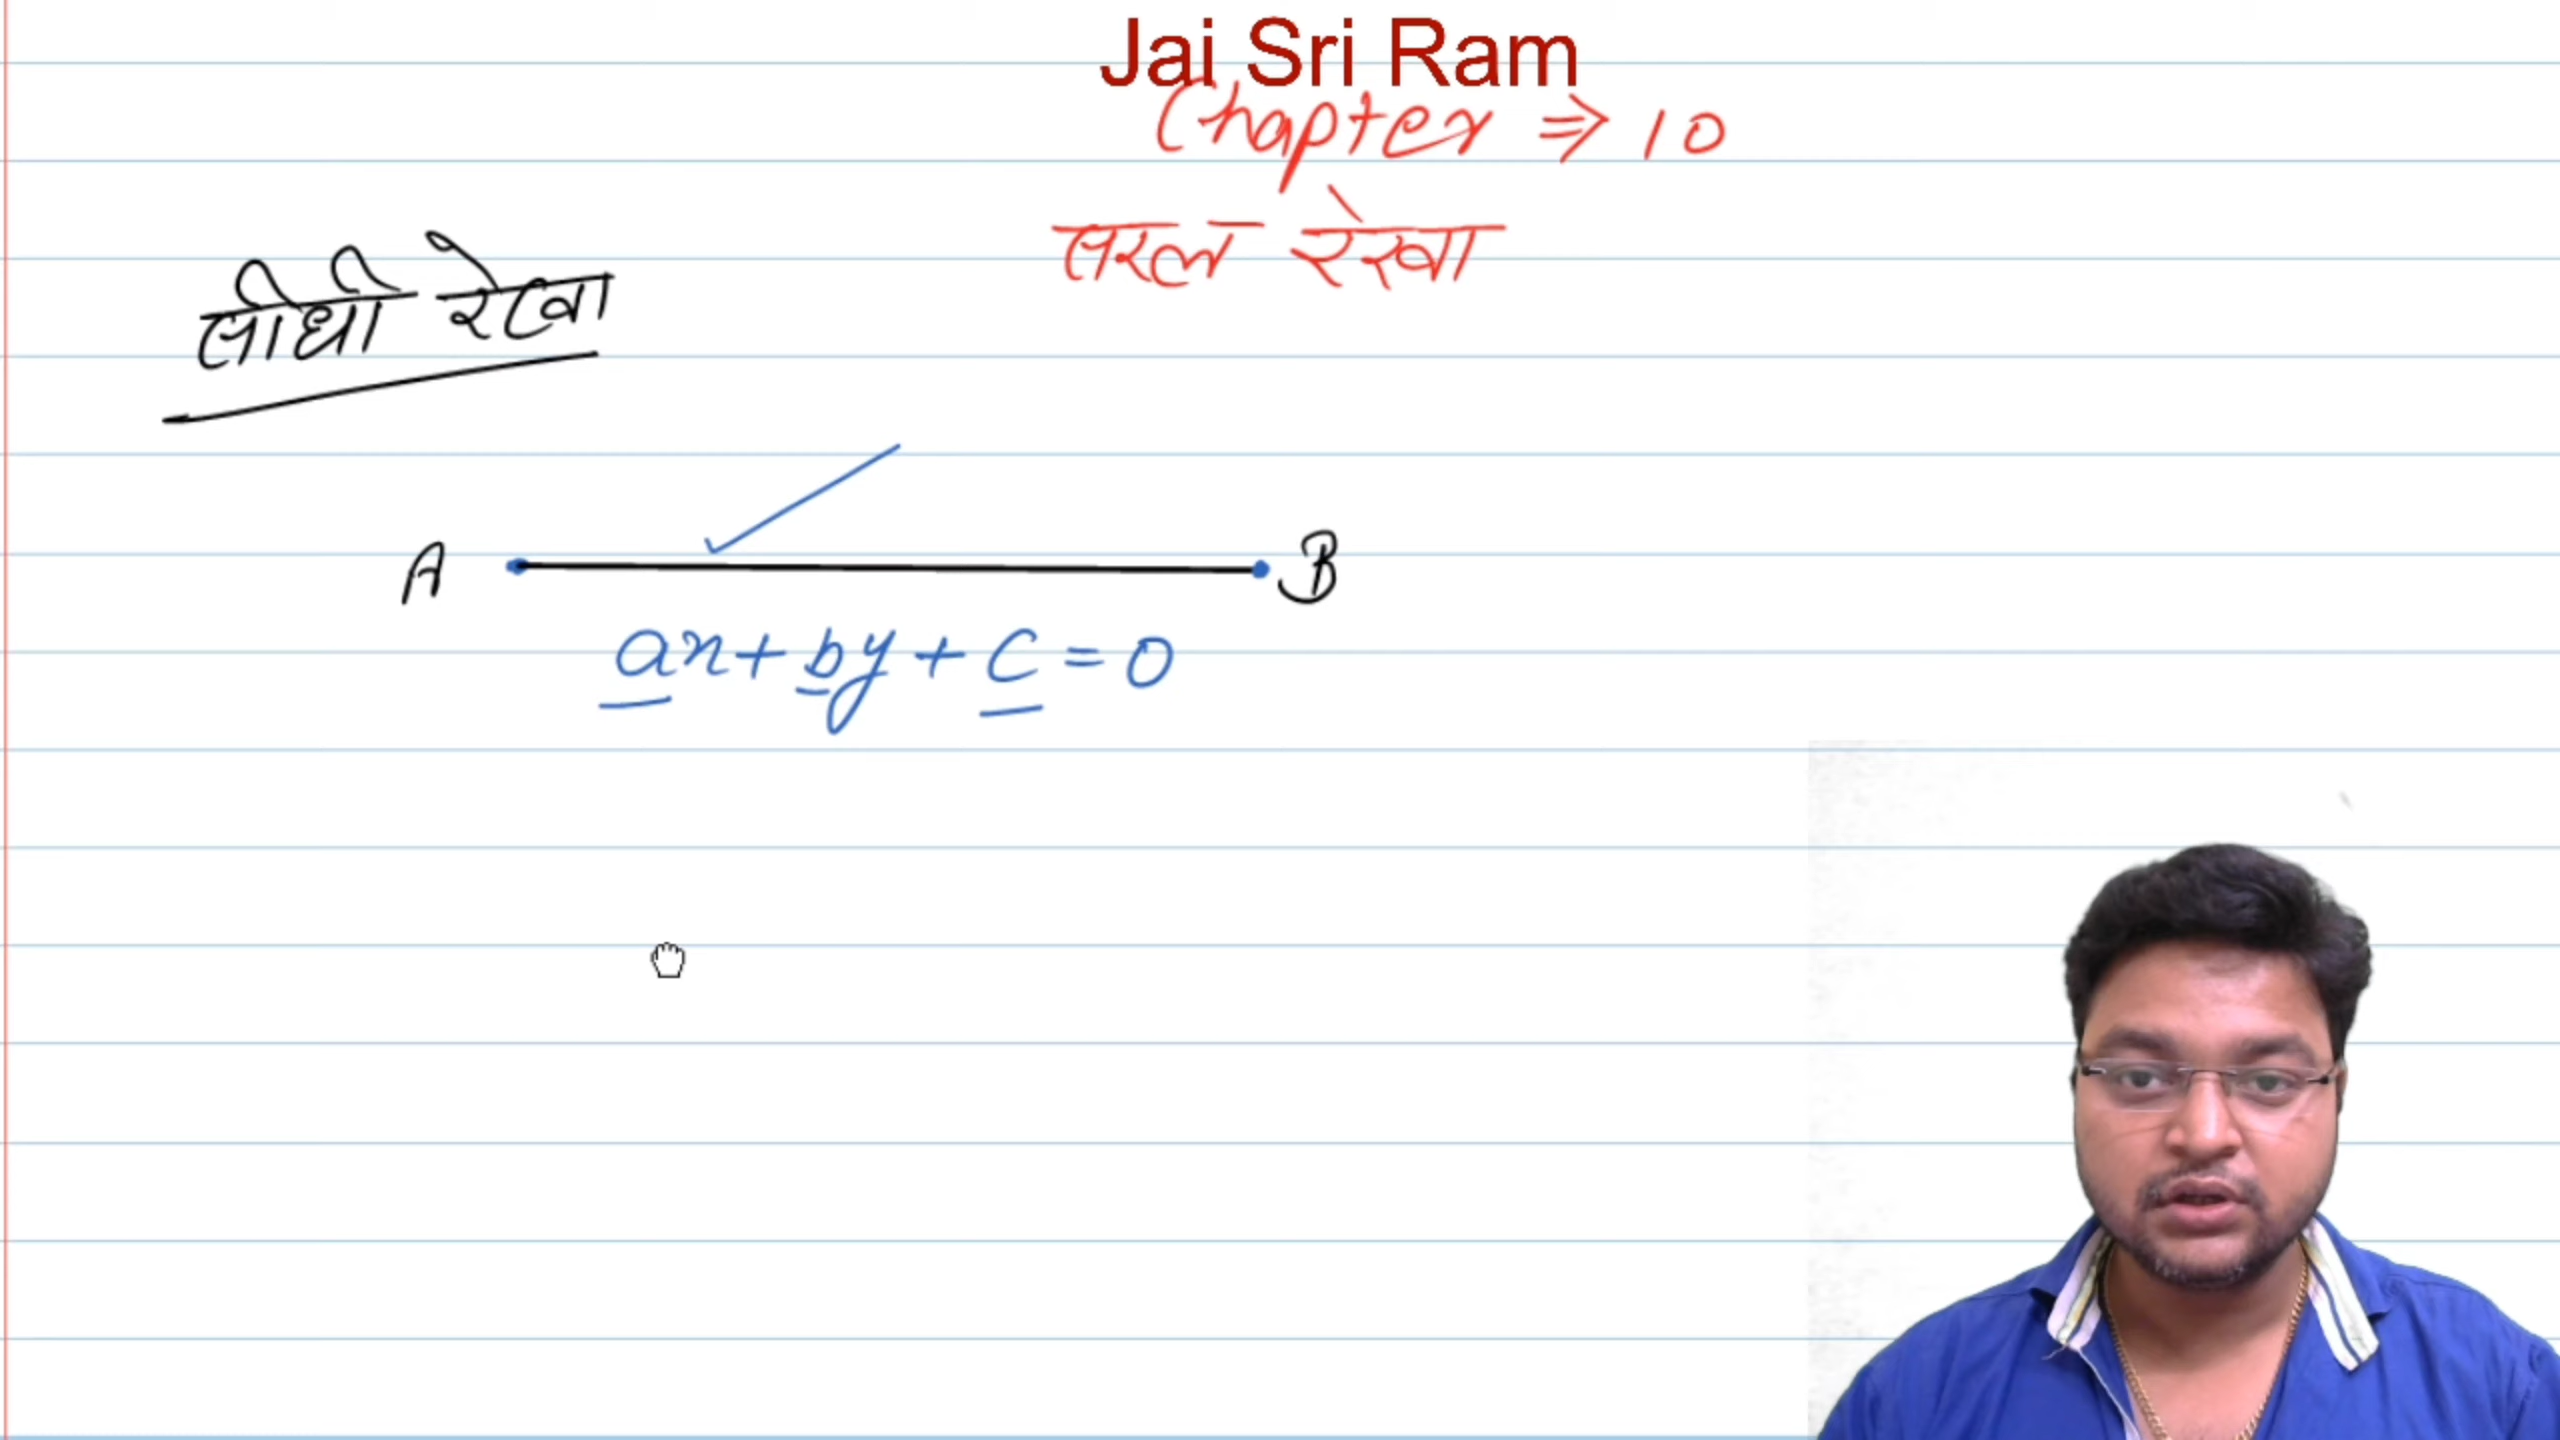 Jai Sri Ram
Chapter ⇒ 10
सरल रेखा
सीधी रेखा
A B
ax + by + c = 0